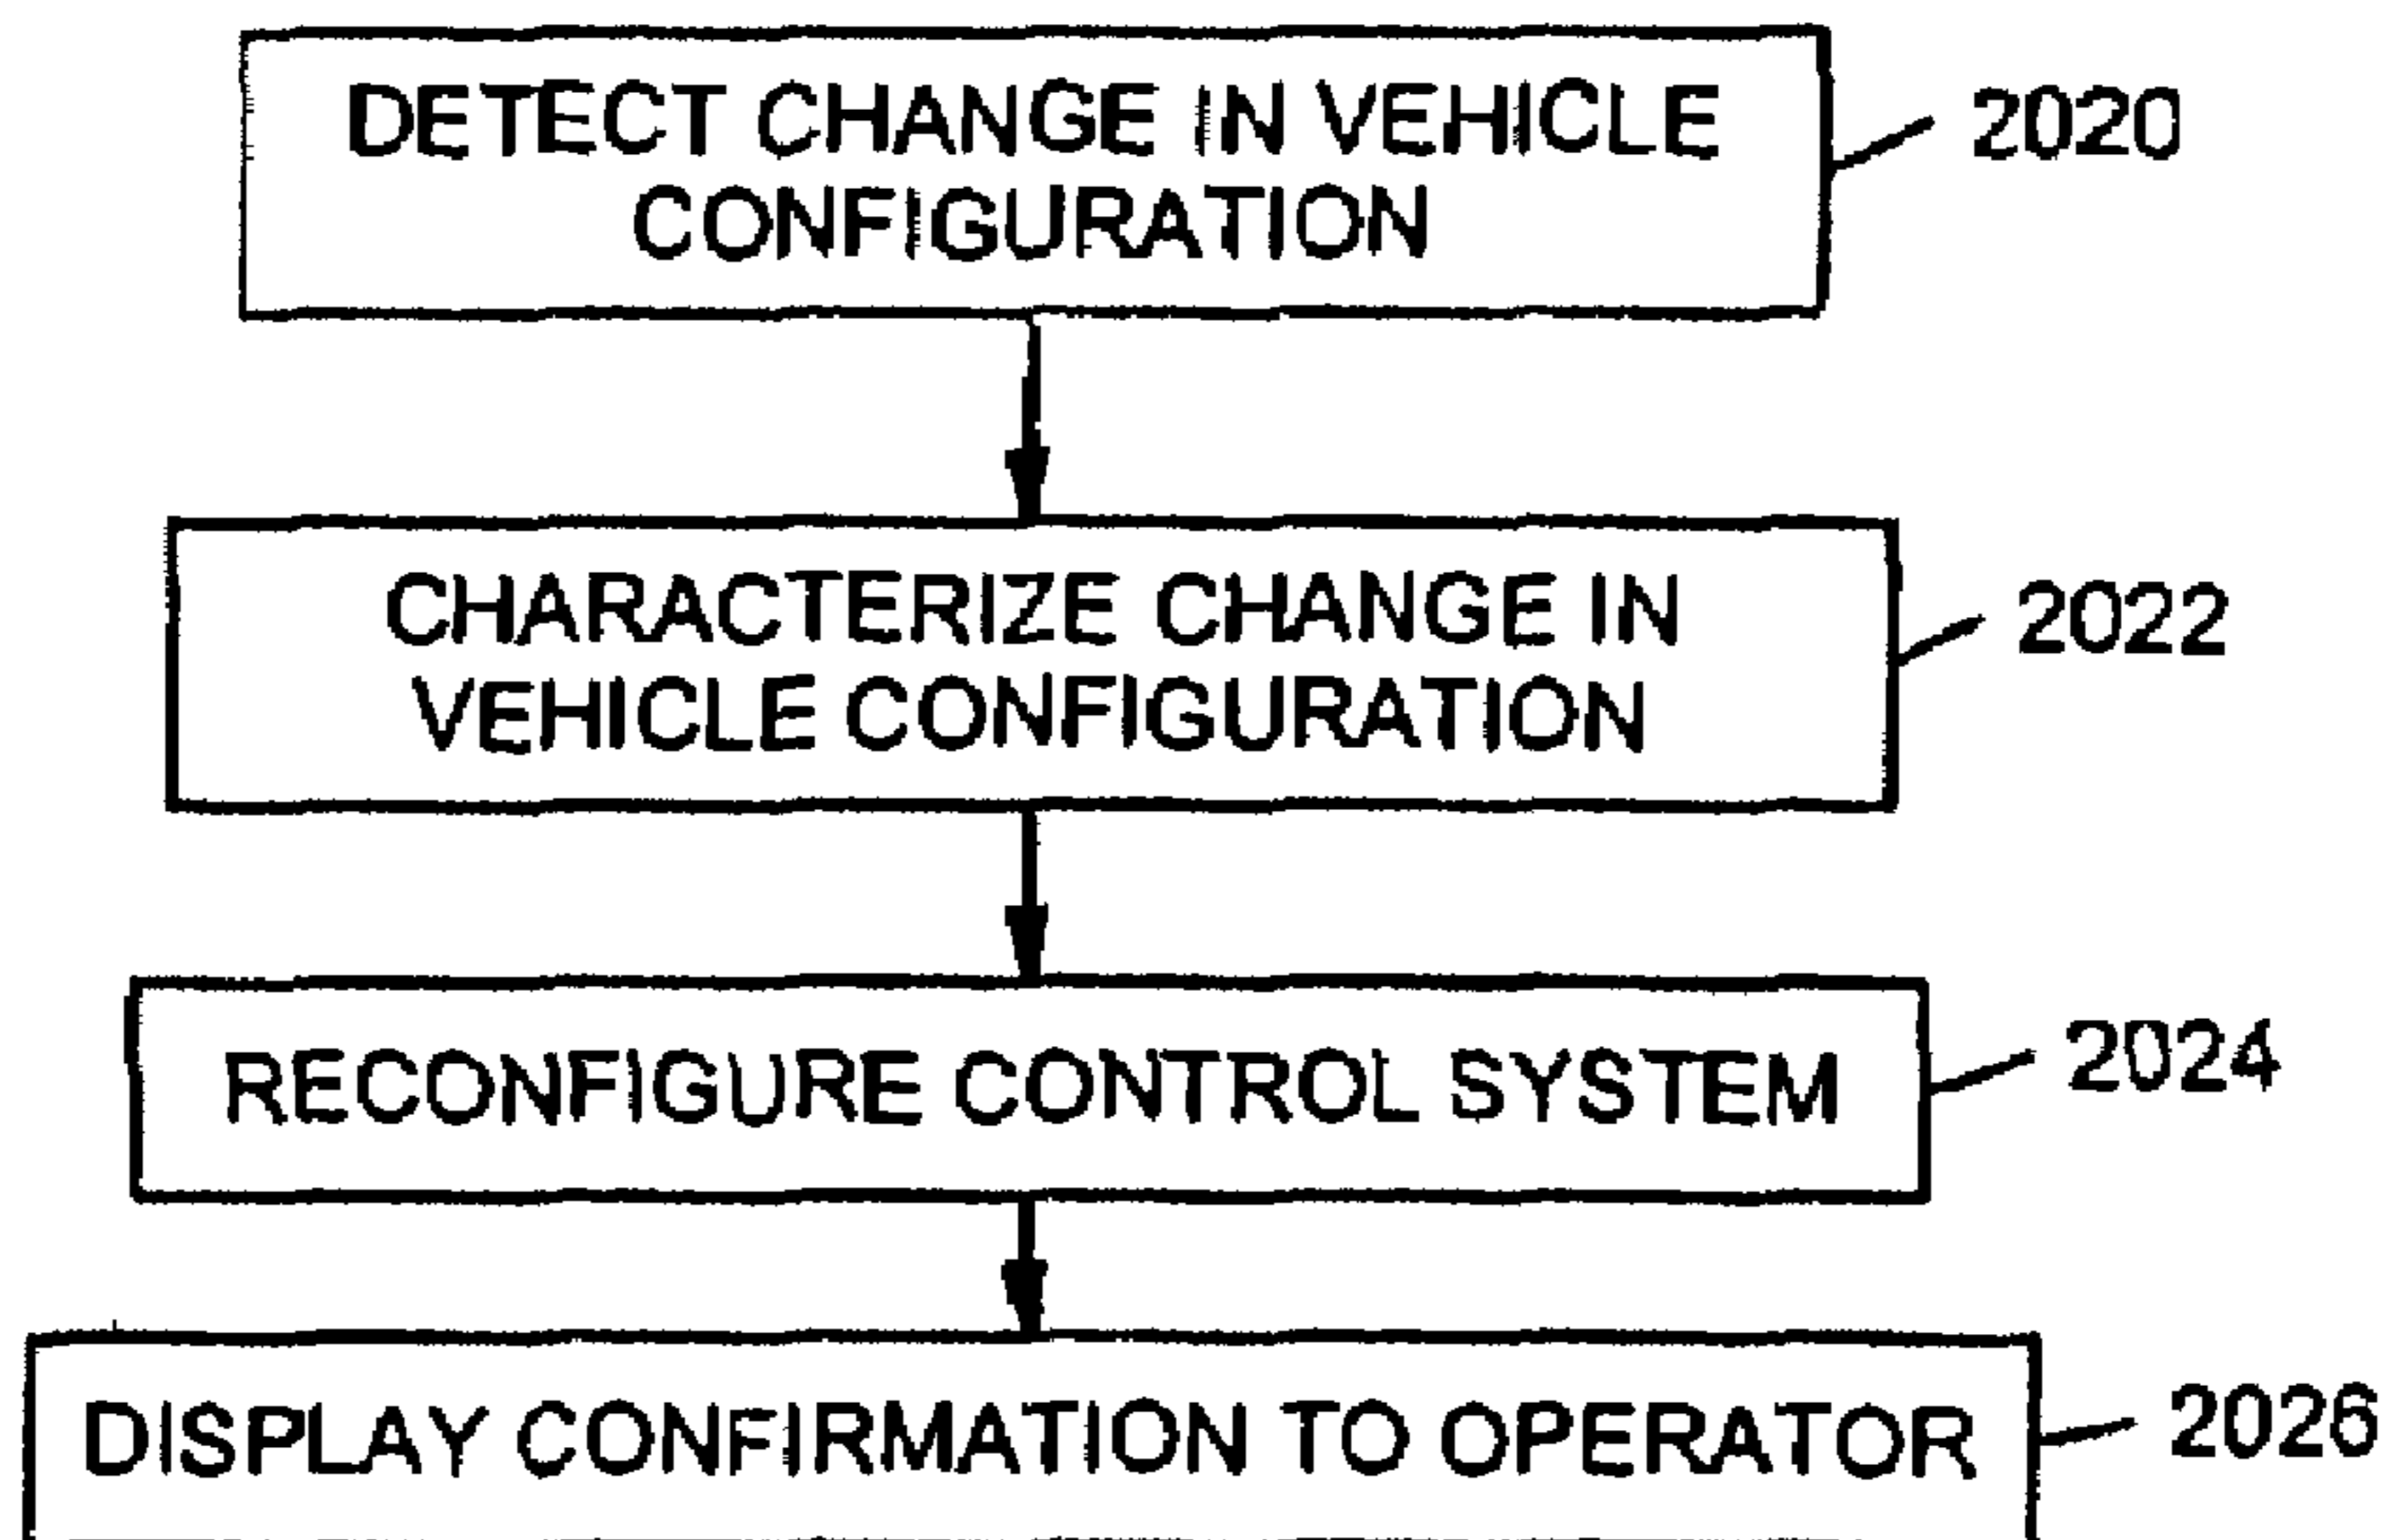 DETECT CHANGE IN VEHICLE
CONFIGURATION
2020
CHARACTERIZE CHANGE IN
VEHICLE CONFIGURATION
2022
RECONFIGURE CONTROL SYSTEM
2024
DISPLAY CONFIRMATION TO OPERATOR
2026